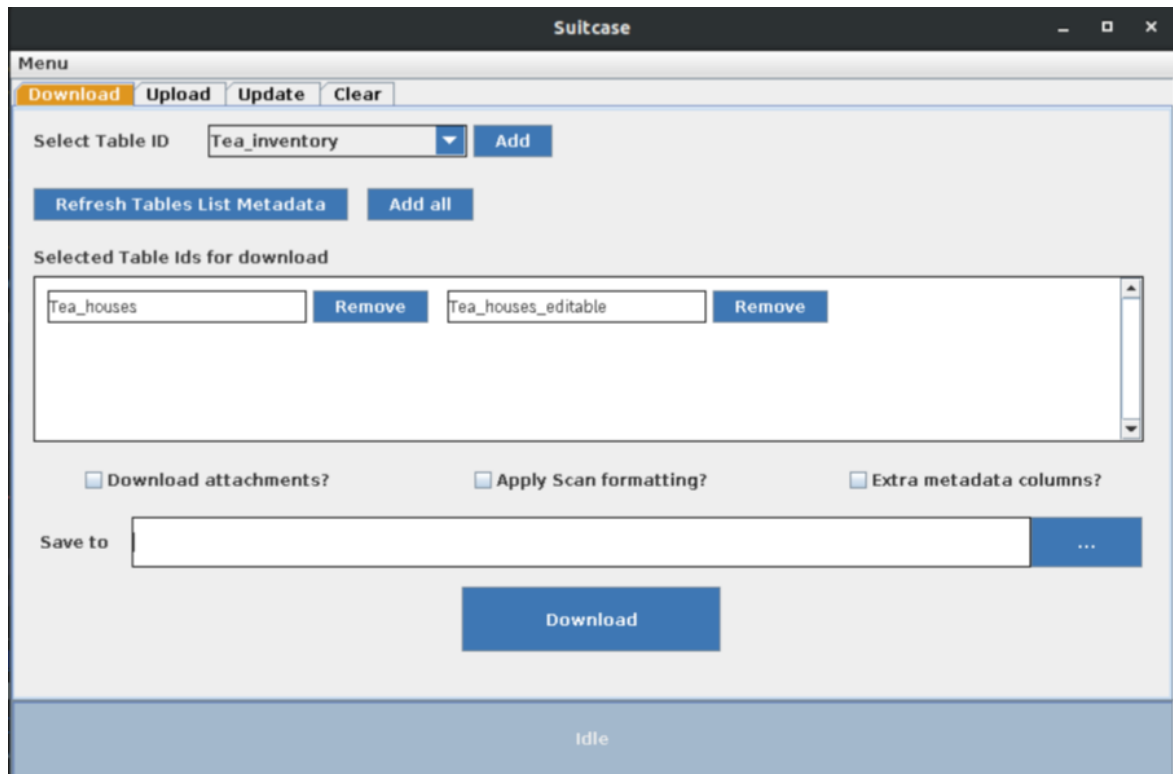 Suitcase
Menu
Download Upload Update Clear
Select Table ID Tea_inventory Add
Refresh Tables List Metadata Add all
Selected Table Ids for download
Tea_houses Remove Tea_houses_editable Remove
Download attachments? Apply Scan formatting? Extra metadata columns?
Save to ...
Download
Idle